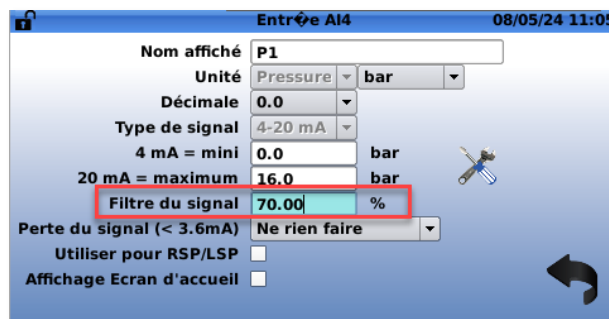 Entr�e AI4 08/05/24 11:05
Nom affiché P1
Unité Pressure bar
Décimale 0.0
Type de signal 4-20 mA
4 mA = mini 0.0 bar
20 mA = maximum 16.0 bar
Filtre du signal 70.00 %
Perte du signal (< 3.6mA) Ne rien faire
Utiliser pour RSP/LSP
Affichage Ecran d'accueil